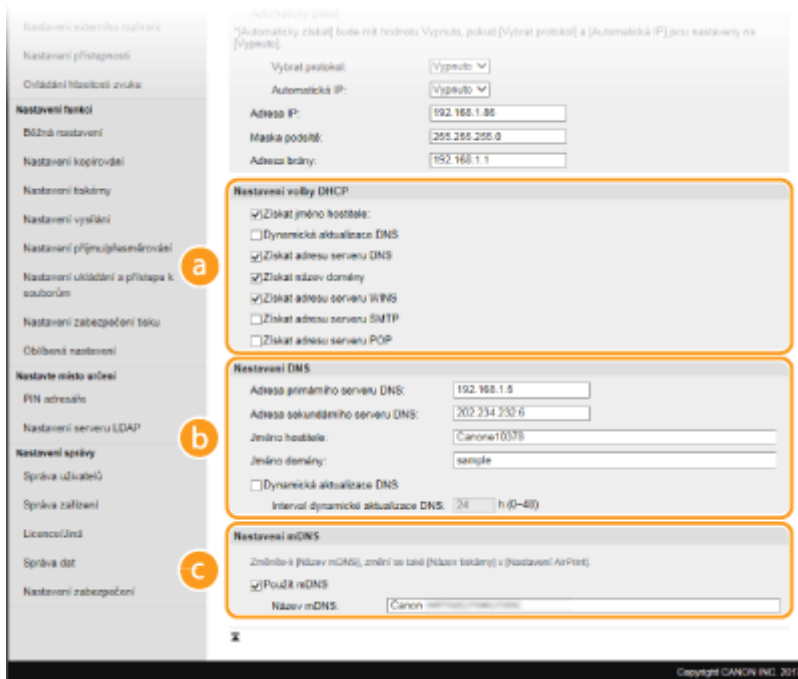 Nastavení externího rozhraní
Nastavení přístupnosti
Ovládání hlasitosti zvuku
Nastavení funkcí
Běžná nastavení
Nastavení kopírování
Nastavení tiskárny
Nastavení vysílání
Nastavení příjmu/přesměrování
Nastavení ukládání a přístupu k
souborům
Nastavení zabezpečení tisku
Oblíbená nastavení
Nastavte místo určení
PIN adresáře
Nastavení serveru LDAP
Nastavení správy
Správa uživatelů
Správa zařízení
Licence/Jiná
Správa dat
Nastavení zabezpečení
Automaticky získat
*[Automaticky získat] bude mít hodnotu Vypnuto, pokud [Vybrat protokol] a [Automatická IP] jsou nastaveny na
[Vypnuto].
Vybrat protokol: Vypnuto
Automatická IP: Vypnuto
Adresa IP: 192.168.1.86
Maska podsítě: 255.255.255.0
Adresa brány: 192.168.1.1
a
Nastavení volby DHCP
Získat jméno hostitele:
Dynamická aktualizace DNS
Získat adresu serveru DNS
Získat název domény
Získat adresu serveru WINS
Získat adresu serveru SMTP
Získat adresu serveru POP
b
Nastavení DNS
Adresa primárního serveru DNS: 192.168.1.5
Adresa sekundárního serveru DNS: 202.234.232.6
Jméno hostitele: Canone10378
Jméno domény: sample
Dynamická aktualizace DNS
Interval dynamické aktualizace DNS: 24 h (0–48)
c
Nastavení mDNS
Změníte-li [Název mDNS], změní se také [Název tiskárny] v [Nastavení AirPrint].
Použít mDNS
Název mDNS: Canon
Copyright CANON INC. 201